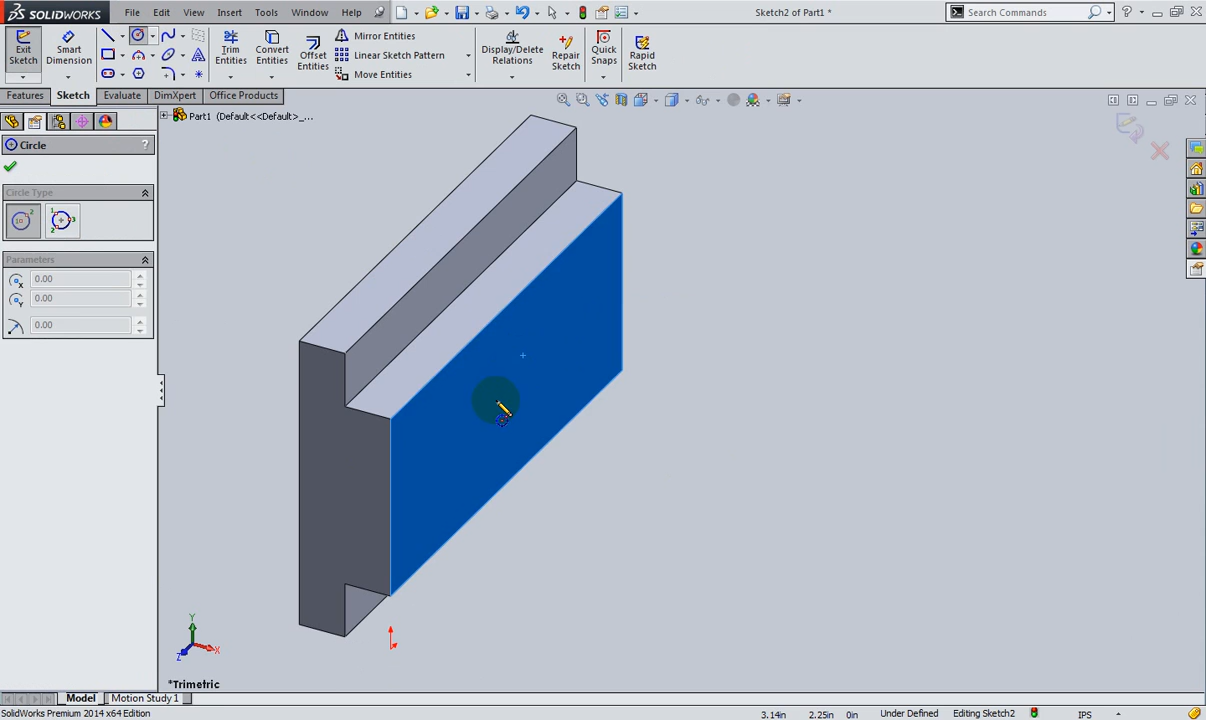 SOLIDWORKS File Edit View Insert Tools Window Help Sketch2 of Part1 * Search Commands
Exit Sketch
Smart Dimension
Trim Entities
Convert Entities
Offset Entities
Mirror Entities
Linear Sketch Pattern
Move Entities
Display/Delete Relations
Repair Sketch
Quick Snaps
Rapid Sketch
Features Sketch Evaluate DimXpert Office Products
Part1 (Default<<Default>_...
Circle ?
Circle Type
Parameters
0.00
0.00
0.00
Y
X
Z
*Trimetric
Model Motion Study 1
SolidWorks Premium 2014 x64 Edition 3.14in 2.25in 0in Under Defined Editing Sketch2 IPS